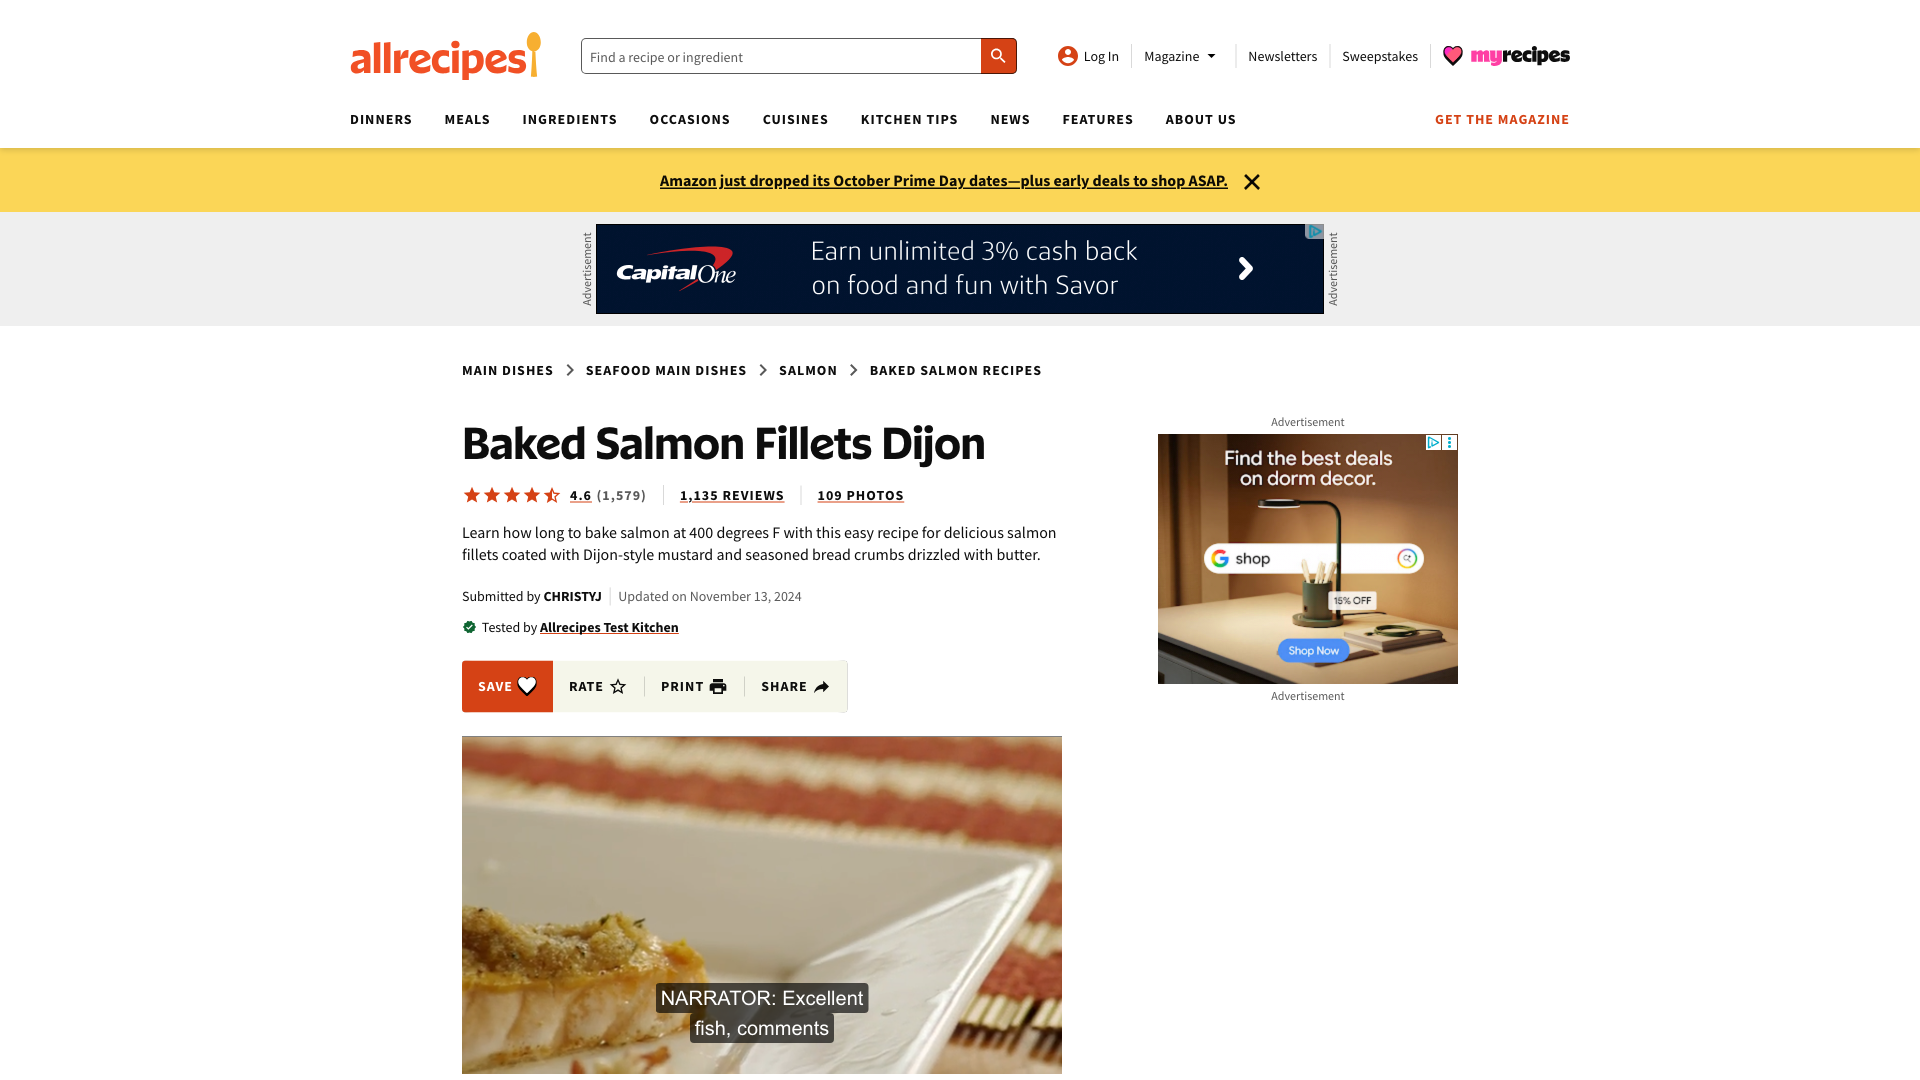 allrecipes
Find a recipe or ingredient
Log In
Magazine
Newsletters
Sweepstakes
myrecipes
DINNERS
MEALS
INGREDIENTS
OCCASIONS
CUISINES
KITCHEN TIPS
NEWS
FEATURES
ABOUT US
GET THE MAGAZINE
Amazon just dropped its October Prime Day dates—plus early deals to shop ASAP.
Advertisement
CapitalOne
Earn unlimited 3% cash back
on food and fun with Savor
Advertisement
MAIN DISHES
SEAFOOD MAIN DISHES
SALMON
BAKED SALMON RECIPES
Baked Salmon Fillets Dijon
4.6 (1,579)
1,135 REVIEWS
109 PHOTOS
Learn how long to bake salmon at 400 degrees F with this easy recipe for delicious salmon
fillets coated with Dijon-style mustard and seasoned bread crumbs drizzled with butter.
Submitted by CHRISTYJ
Updated on November 13, 2024
Tested by Allrecipes Test Kitchen
SAVE
RATE
PRINT
SHARE
NARRATOR: Excellent
fish, comments
Advertisement
Find the best deals
on dorm decor.
G shop
15% OFF
Shop Now
Advertisement